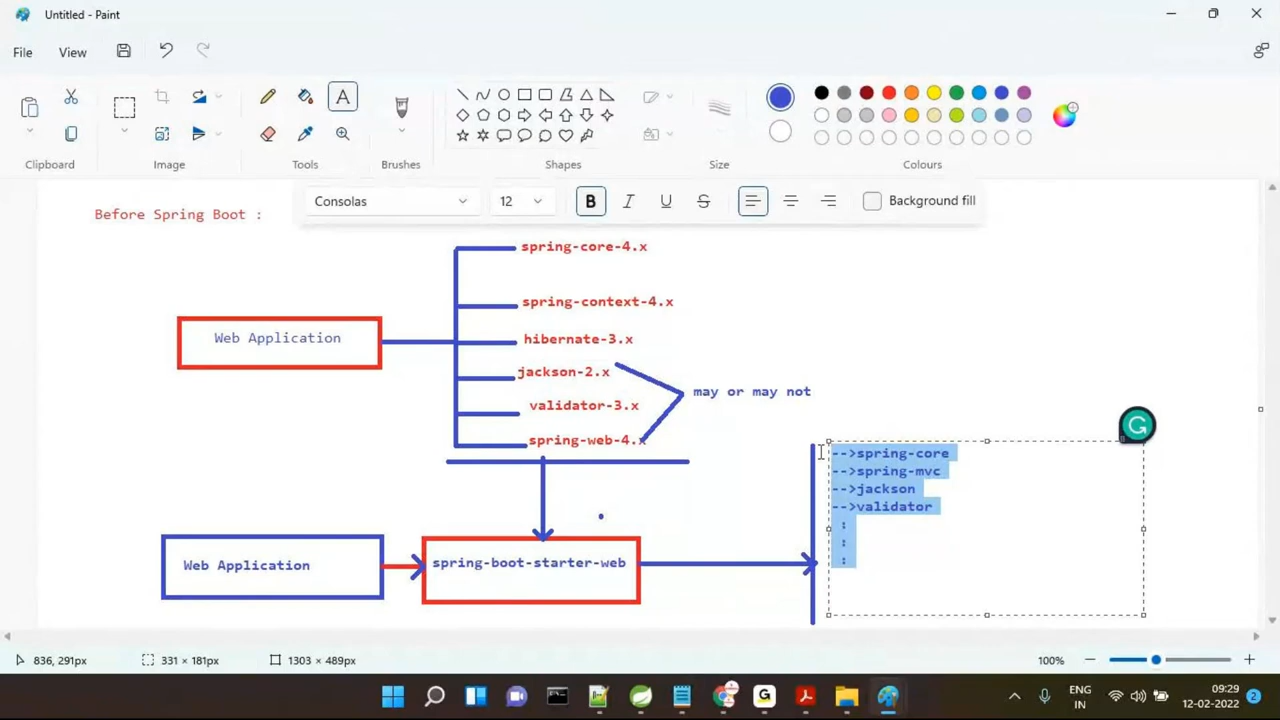 Untitled - Paint
File
View
A
Clipboard
Image
Tools
Brushes
Shapes
Size
Colours
Consolas
12
B
I
U
S
Background fill
Before Spring Boot :
spring-core-4.x
spring-context-4.x
Web Application
hibernate-3.x
jackson-2.x
may or may not
validator-3.x
spring-web-4.x
-->spring-core
-->spring-mvc
-->jackson
-->validator
:
:
:
Web Application
spring-boot-starter-web
836, 291px
331 × 181px
1303 × 489px
100%
G
ENG
IN
09:29
12-02-2022
2